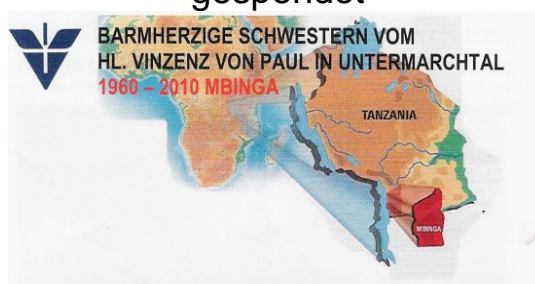 gespendet
BARMHERZIGE SCHWESTERN VOM
HL. VINZENZ VON PAUL IN UNTERMARCHTAL
1960 – 2010 MBINGA
TANZANIA
MBINGA